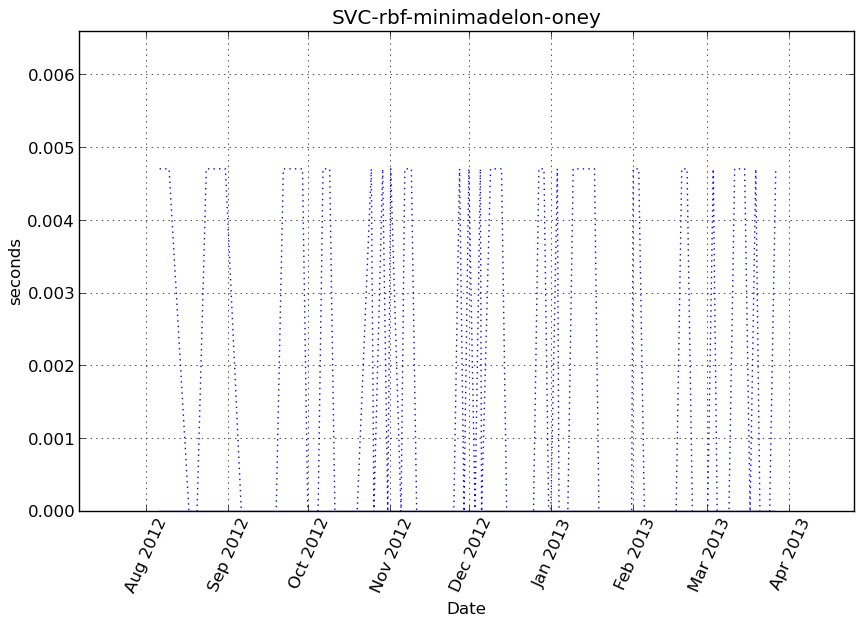 SVC-rbf-minimadelon-oney
0.006
0.005
0.004
0.003
0.002
0.001
0.000
seconds
Aug 2012
Sep 2012
Oct 2012
Nov 2012
Dec 2012
Jan 2013
Feb 2013
Mar 2013
Apr 2013
Date